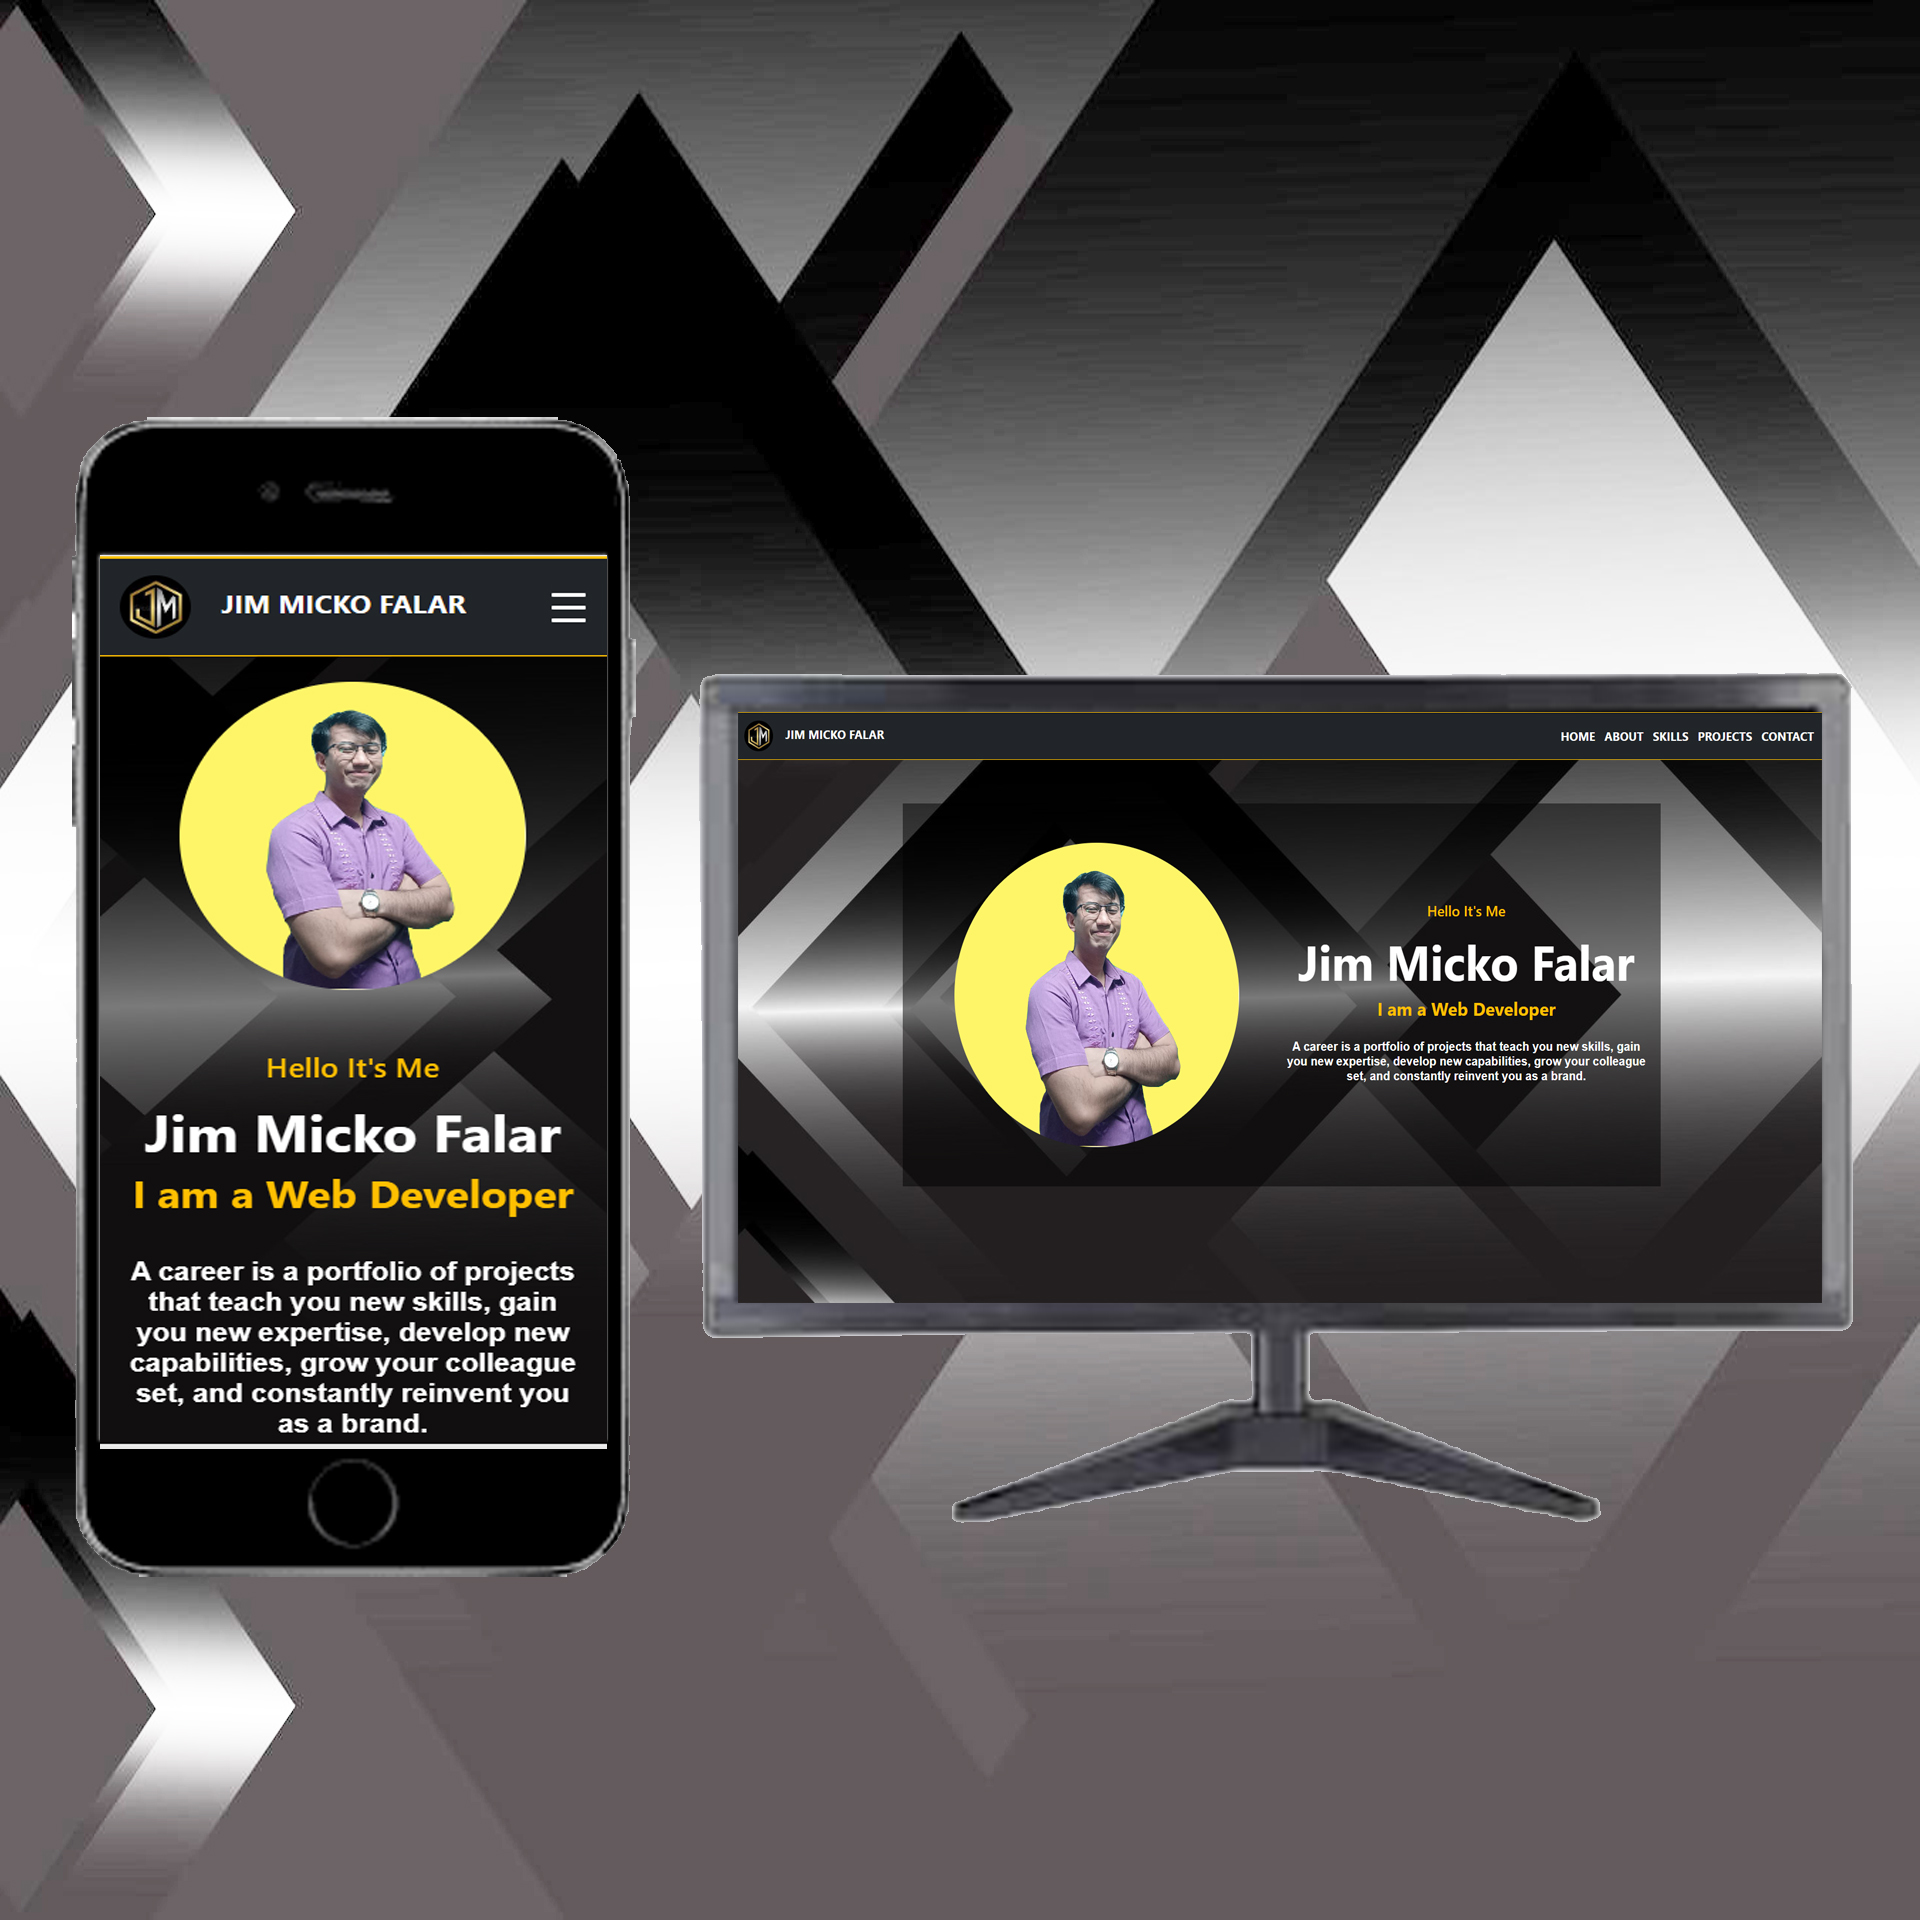 JM
JIM MICKO FALAR
Hello It's Me
Jim Micko Falar
I am a Web Developer
A career is a portfolio of projects
that teach you new skills, gain
you new expertise, develop new
capabilities, grow your colleague
set, and constantly reinvent you
as a brand.
JM
JIM MICKO FALAR
HOME ABOUT SKILLS PROJECTS CONTACT
Hello It's Me
Jim Micko Falar
I am a Web Developer
A career is a portfolio of projects that teach you new skills, gain
you new expertise, develop new capabilities, grow your colleague
set, and constantly reinvent you as a brand.